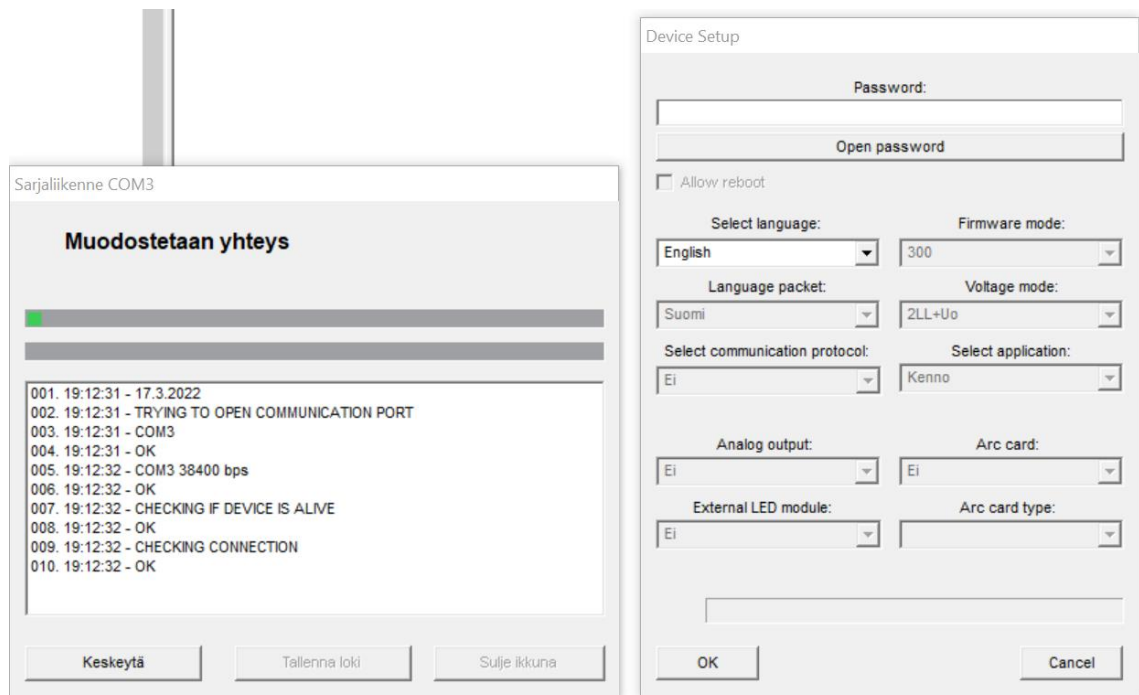 Sarjaliikenne COM3
Muodostetaan yhteys
001. 19:12:31 - 17.3.2022
002. 19:12:31 - TRYING TO OPEN COMMUNICATION PORT
003. 19:12:31 - COM3
004. 19:12:31 - OK
005. 19:12:32 - COM3 38400 bps
006. 19:12:32 - OK
007. 19:12:32 - CHECKING IF DEVICE IS ALIVE
008. 19:12:32 - OK
009. 19:12:32 - CHECKING CONNECTION
010. 19:12:32 - OK
Keskeytä Tallenna loki Sulje ikkuna
Device Setup
Password:
Open password
Allow reboot
Select language: Firmware mode:
English 300
Language packet: Voltage mode:
Suomi 2LL+Uo
Select communication protocol: Select application:
Ei Kenno
Analog output: Arc card:
Ei Ei
External LED module: Arc card type:
Ei
OK Cancel